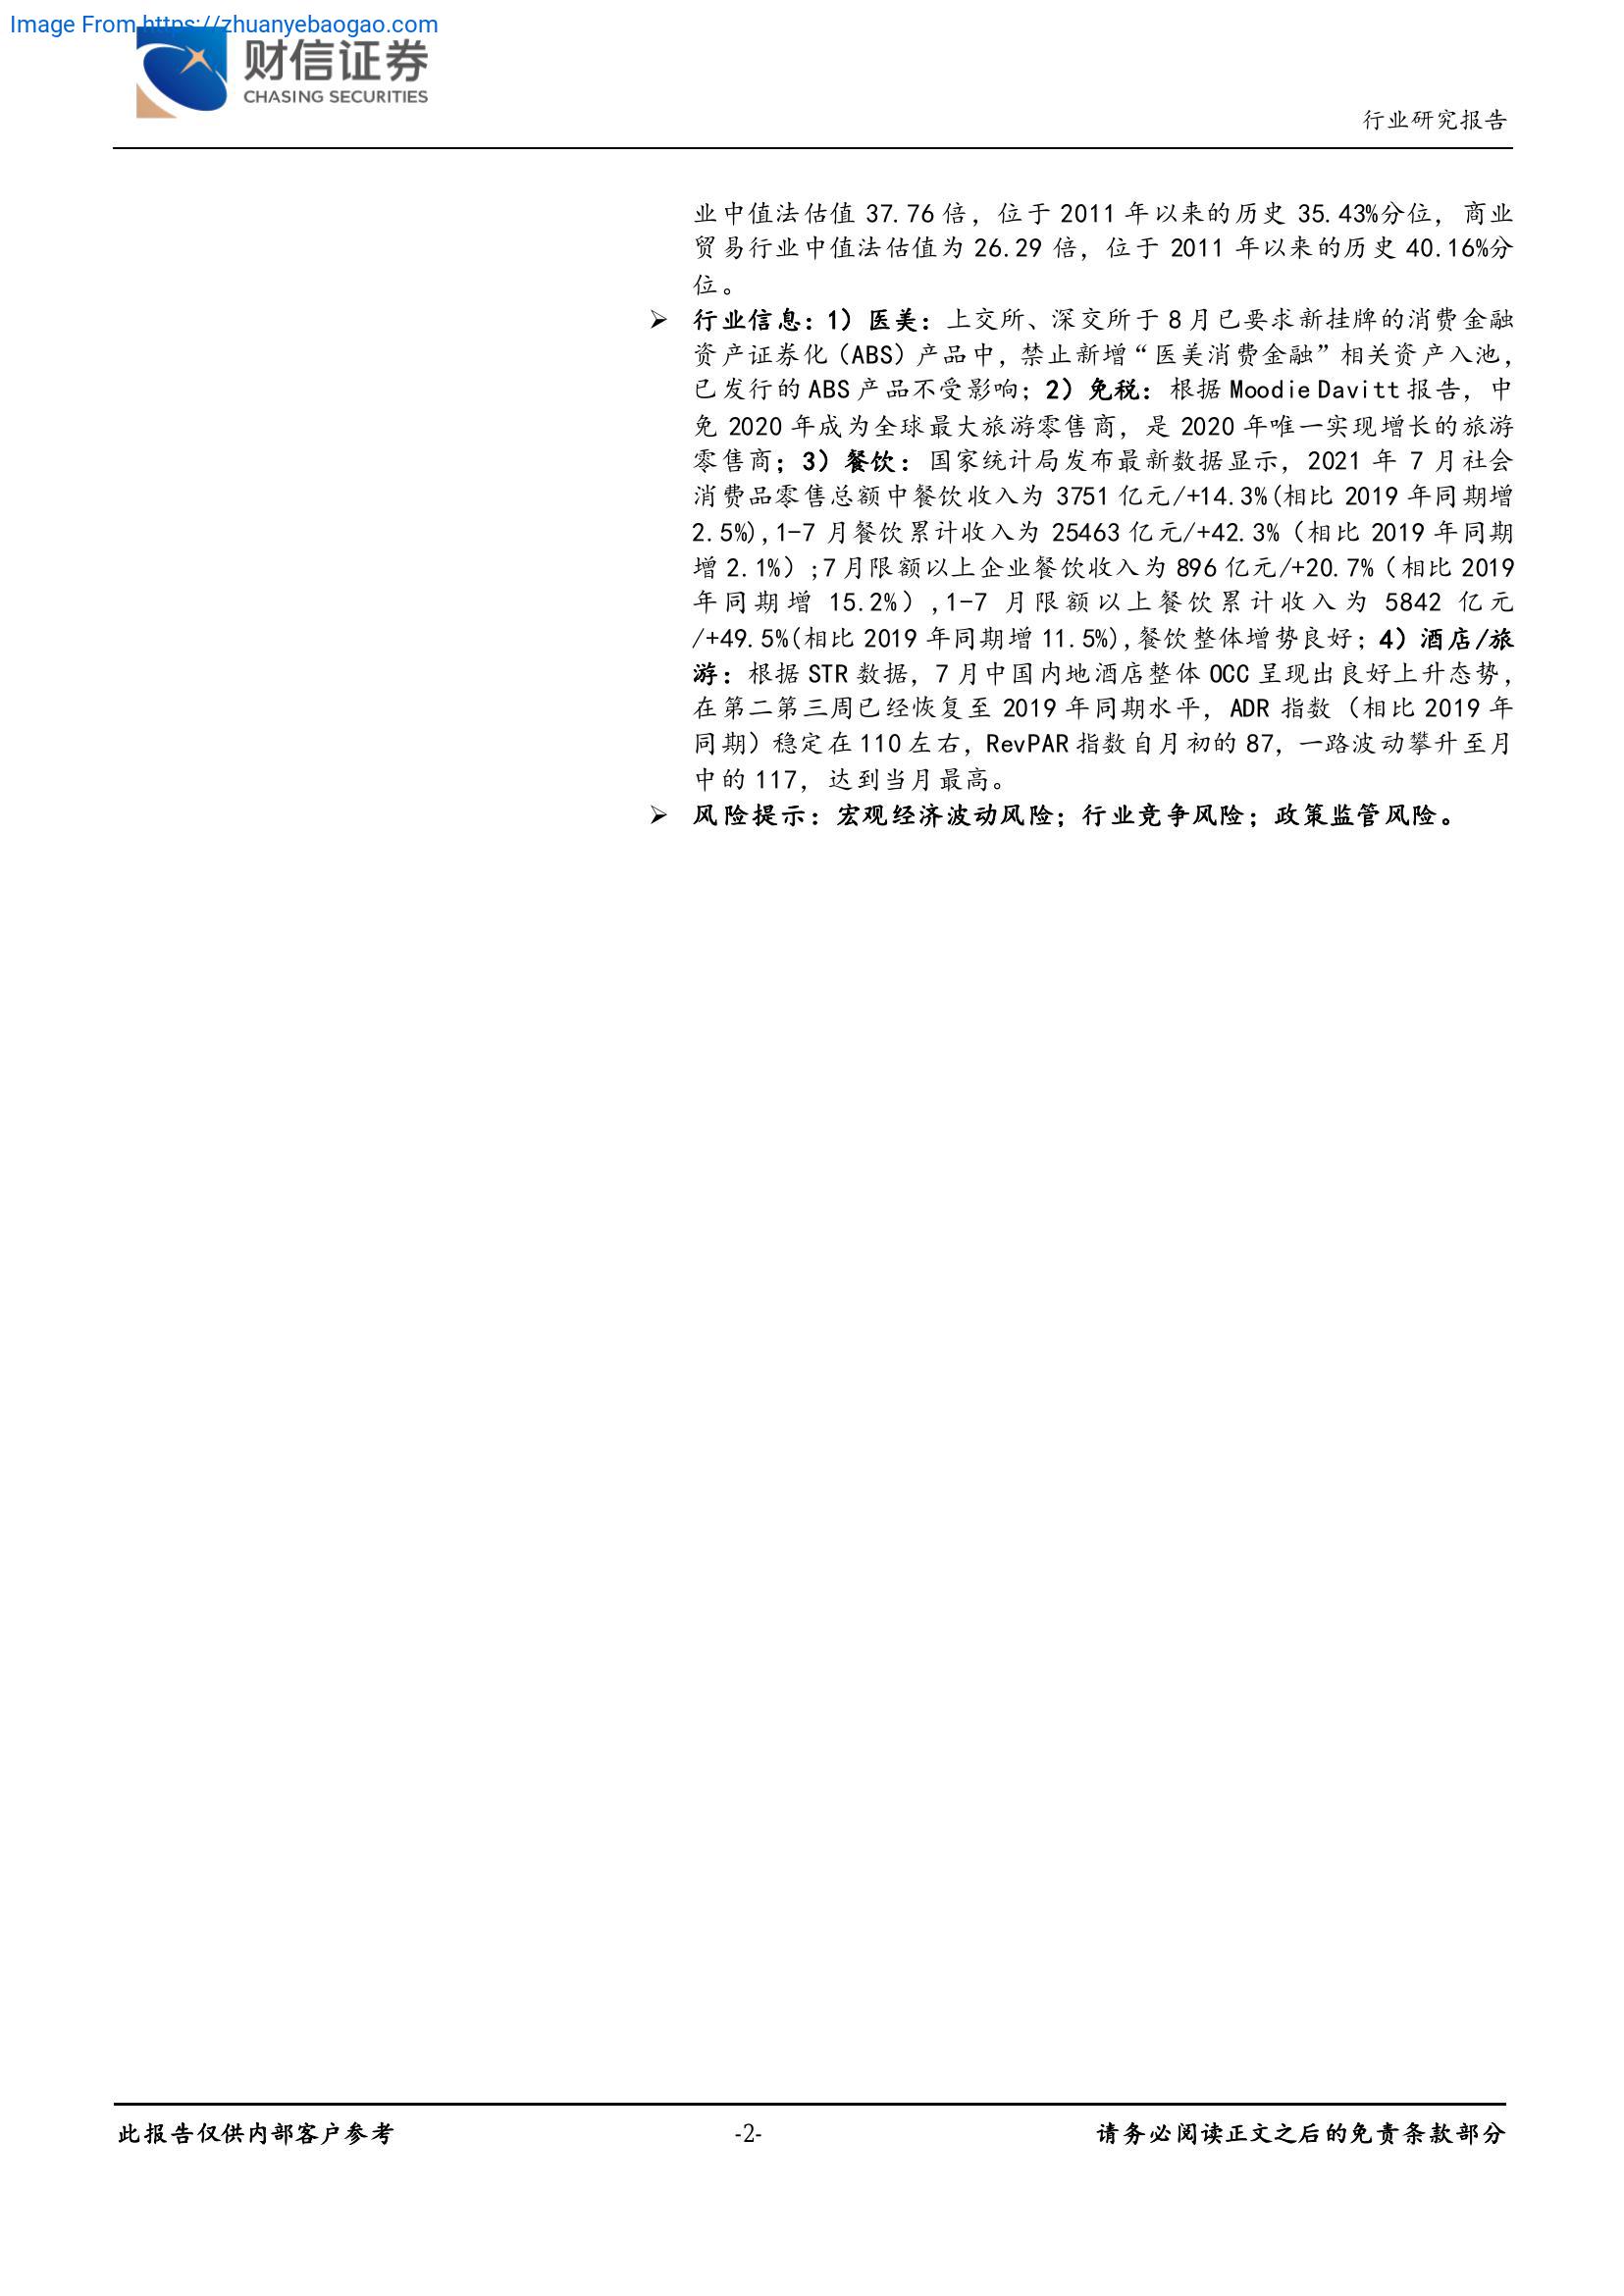 Image From https://zhuanyebaogao.com
财信证券
CHASING SECURITIES
行业研究报告
业中值法估值 37.76 倍，位于 2011 年以来的历史 35.43%分位，商业
贸易行业中值法估值为 26.29 倍，位于 2011 年以来的历史 40.16%分
位。
➢ 行业信息：1）医美：上交所、深交所于 8 月已要求新挂牌的消费金融
资产证券化（ABS）产品中，禁止新增“医美消费金融”相关资产入池，
已发行的 ABS 产品不受影响；2）免税：根据 Moodie Davitt 报告，中
免 2020 年成为全球最大旅游零售商，是 2020 年唯一实现增长的旅游
零售商；3）餐饮：国家统计局发布最新数据显示，2021 年 7 月社会
消费品零售总额中餐饮收入为 3751 亿元/+14.3%(相比 2019 年同期增
2.5%),1-7 月餐饮累计收入为 25463 亿元/+42.3%（相比 2019 年同期
增 2.1%）;7 月限额以上企业餐饮收入为 896 亿元/+20.7%（相比 2019
年同期增 15.2%）,1-7 月限额以上餐饮累计收入为 5842 亿元
/+49.5%(相比 2019 年同期增 11.5%),餐饮整体增势良好；4）酒店/旅
游：根据 STR 数据，7 月中国内地酒店整体 OCC 呈现出良好上升态势，
在第二第三周已经恢复至 2019 年同期水平，ADR 指数（相比 2019 年
同期）稳定在 110 左右，RevPAR 指数自月初的 87，一路波动攀升至月
中的 117，达到当月最高。
➢ 风险提示：宏观经济波动风险；行业竞争风险；政策监管风险。
此报告仅供内部客户参考
-2-
请务必阅读正文之后的免责条款部分